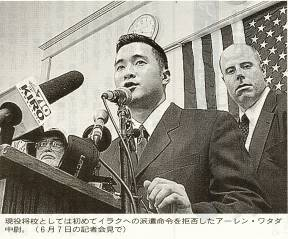 KIRO
現役将校としては初めてイラクへの派遣命令を拒否したアーレン・ワタダ
中尉。（６月７日の記者会見で）